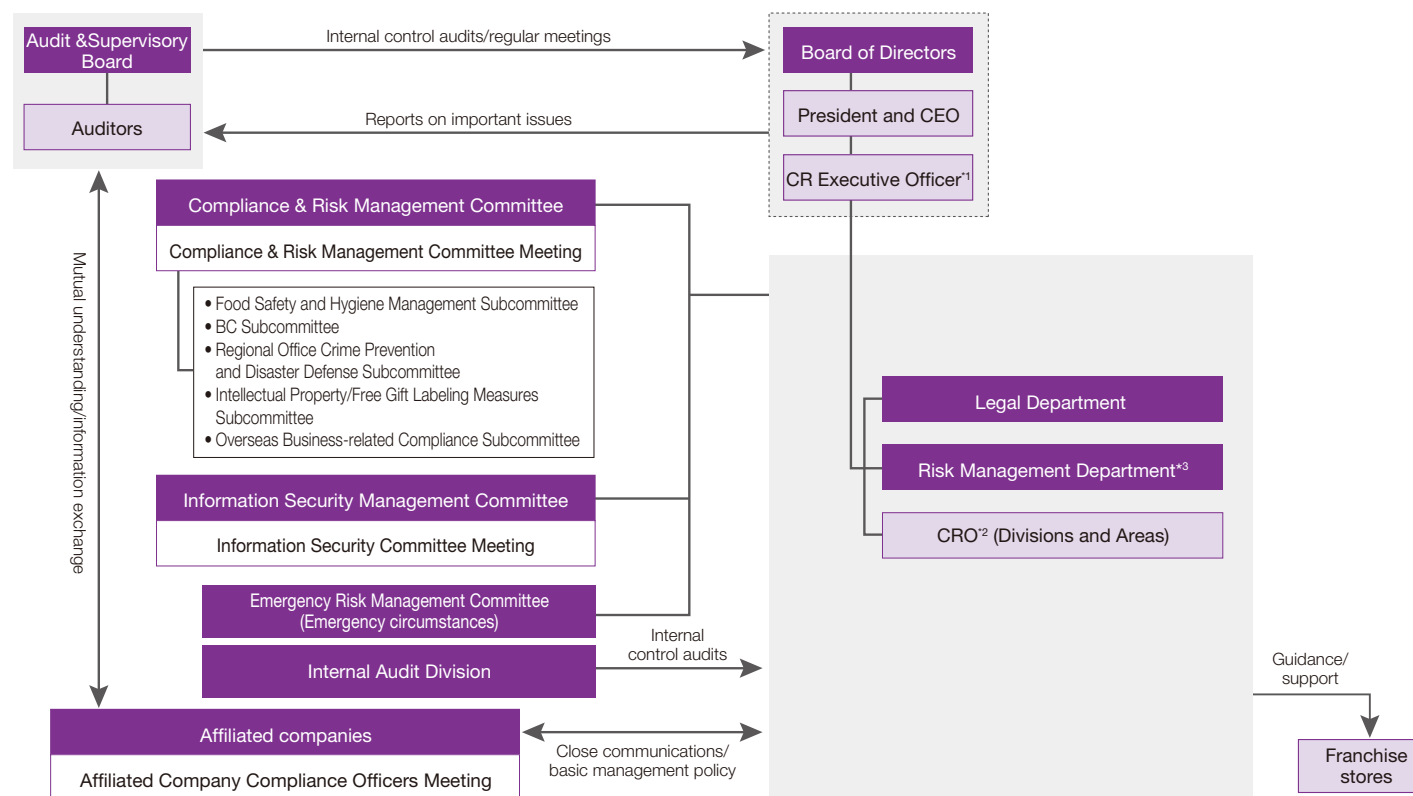 Audit &Supervisory
Board
Auditors
Internal control audits/regular meetings
Reports on important issues
Board of Directors
President and CEO
CR Executive Officer*1
Mutual understanding/information exchange
Compliance & Risk Management Committee
Compliance & Risk Management Committee Meeting
• Food Safety and Hygiene Management Subcommittee
• BC Subcommittee
• Regional Office Crime Prevention
and Disaster Defense Subcommittee
• Intellectual Property/Free Gift Labeling Measures
Subcommittee
• Overseas Business-related Compliance Subcommittee
Information Security Management Committee
Information Security Committee Meeting
Emergency Risk Management Committee
(Emergency circumstances)
Internal Audit Division
Internal
control audits
Affiliated companies
Affiliated Company Compliance Officers Meeting
Close communications/
basic management policy
Legal Department
Risk Management Department*3
CRO*2 (Divisions and Areas)
Guidance/
support
Franchise
stores